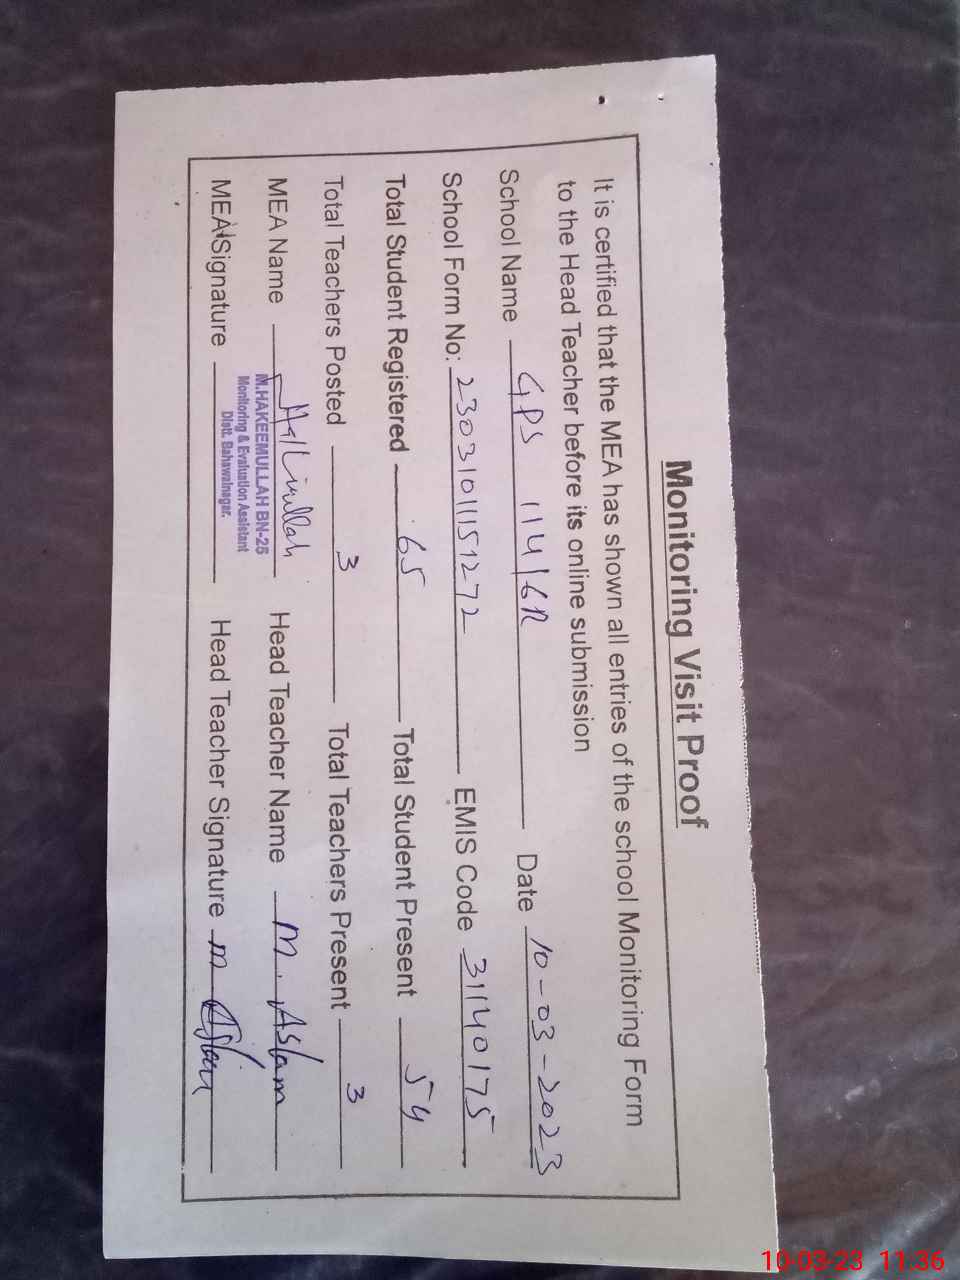 Monitoring Visit Proof
It is certified that the MEA has shown all entries of the school Monitoring Form
to the Head Teacher before its online submission
School Name GPS 114/6R Date 10-03-2023
School Form No: 23031011151272 EMIS Code 31140175
Total Student Registered 65 Total Student Present 54
Total Teachers Posted 3 Total Teachers Present 3
MEA Name Head Teacher Name M. Aslam
M.HAKEEMULLAH BN-25
Monitoring & Evaluation Assistant
Distt. Bahawalnagar.
MEA Signature Head Teacher Signature M Aslam
10-03-23 11:36